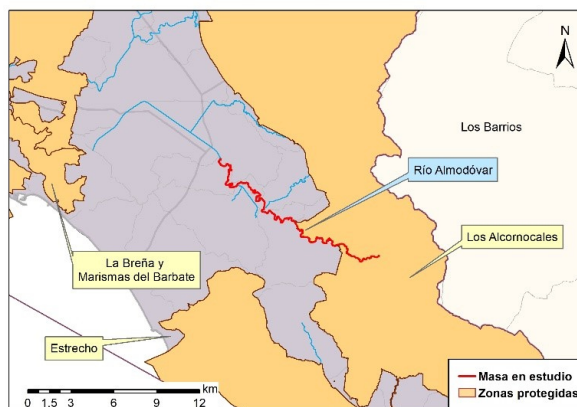 N
Los Barrios
Río Almodóvar
La Breña y
Marismas del Barbate
Los Alcornocales
Estrecho
km
0 1.5 3 6 9 12
Masa en estudio
Zonas protegidas